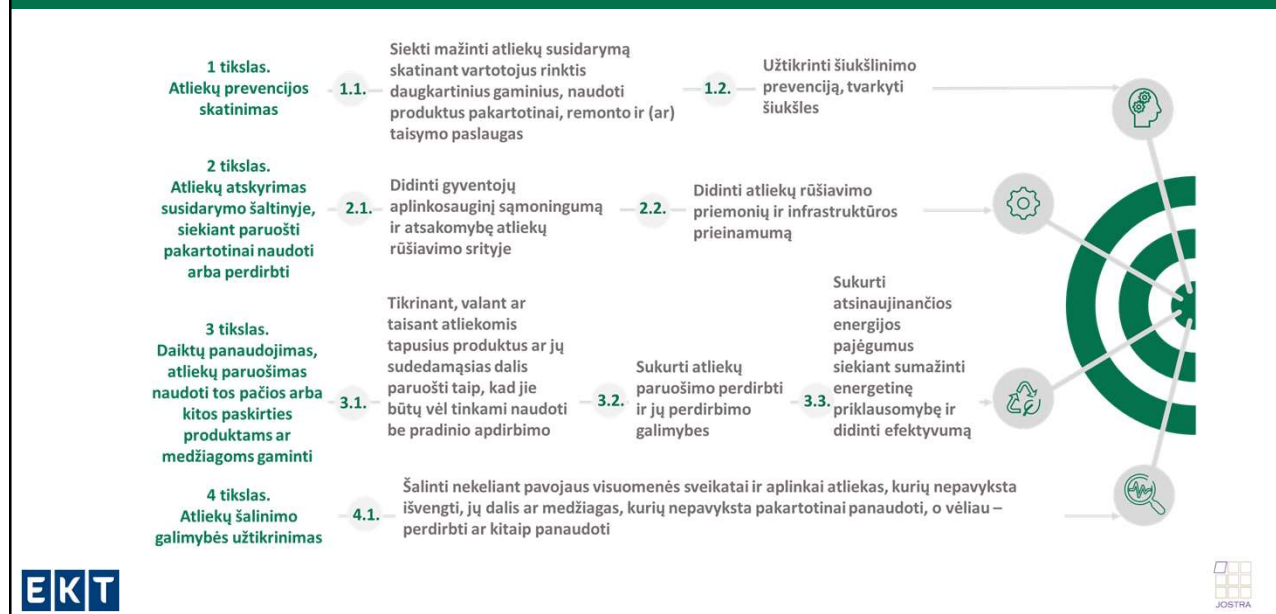 1 tikslas.
Atliekų prevencijos
skatinimas
1.1.
Siekti mažinti atliekų susidarymą
skatinant vartotojus rinktis
daugkartinius gaminius, naudoti
produktus pakartotinai, remonto ir (ar)
taisymo paslaugas
1.2.
Užtikrinti šiukšlinimo
prevenciją, tvarkyti
šiukšles
2 tikslas.
Atliekų atskyrimas
susidarymo šaltinyje,
siekiant paruošti
pakartotinai naudoti
arba perdirbti
2.1.
Didinti gyventojų
aplinkosauginį sąmoningumą
ir atsakomybę atliekų
rūšiavimo srityje
2.2.
Didinti atliekų rūšiavimo
priemonių ir infrastruktūros
prieinamumą
3 tikslas.
Daiktų panaudojimas,
atliekų paruošimas
naudoti tos pačios arba
kitos paskirties
produktams ar
medžiagoms gaminti
3.1.
Tikrinant, valant ar
taisant atliekomis
tapusius produktus ar jų
sudedamąsias dalis
paruošti taip, kad jie
būtų vėl tinkami naudoti
be pradinio apdirbimo
3.2.
Sukurti atliekų
paruošimo perdirbti
ir jų perdirbimo
galimybes
3.3.
Sukurti
atsinaujinančios
energijos
pajėgumus
siekiant sumažinti
energetinę
priklausomybę ir
didinti efektyvumą
4 tikslas.
Atliekų šalinimo
galimybės užtikrinimas
4.1.
Šalinti nekeliant pavojaus visuomenės sveikatai ir aplinkai atliekas, kurių nepavyksta
išvengti, jų dalis ar medžiagas, kurių nepavyksta pakartotinai panaudoti, o vėliau –
perdirbti ar kitaip panaudoti
EKT
JOSTRA